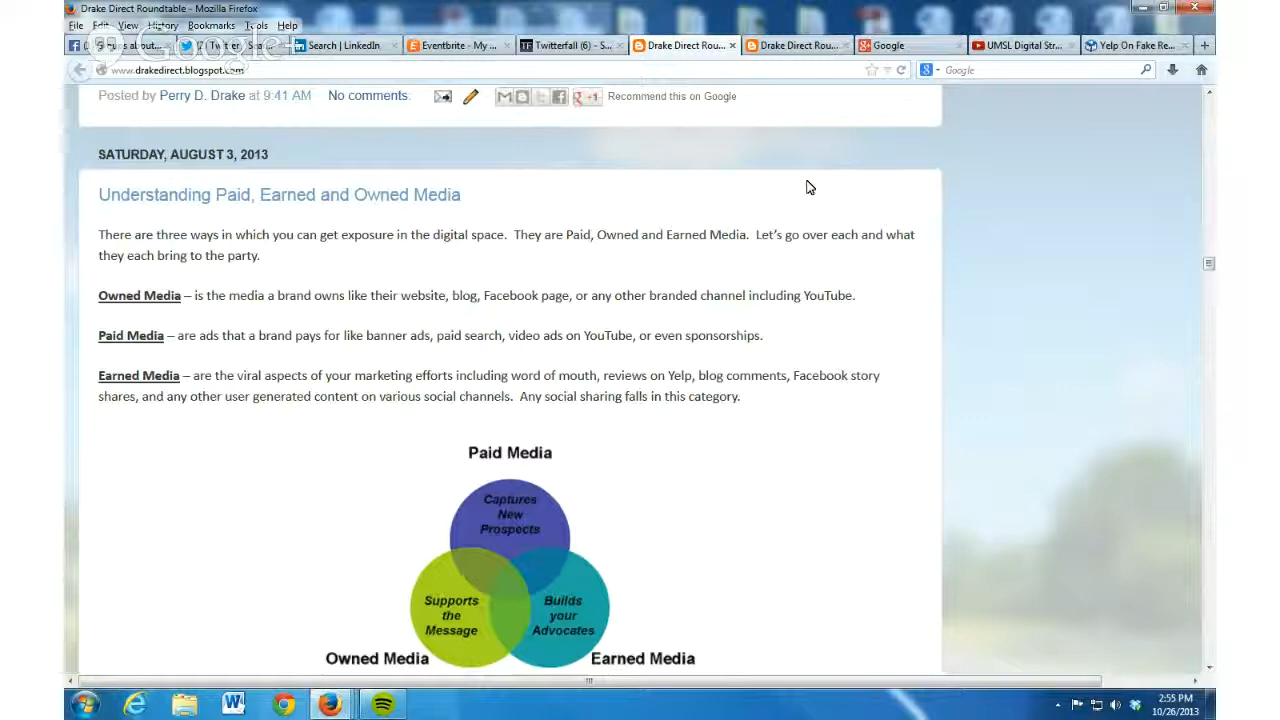 Drake Direct Roundtable - Mozilla Firefox
File Edit View History Bookmarks Tools Help
Google+
Twitter
Search | LinkedIn
Eventbrite - My ...
Twitterfall (6) - S...
Drake Direct Rou...
Drake Direct Rou...
Google
UMSL Digital Str...
Yelp On Fake Re...
www.drakedirect.blogspot.com
Google
Posted by Perry D. Drake at 9:41 AM No comments: +1 Recommend this on Google
SATURDAY, AUGUST 3, 2013
Understanding Paid, Earned and Owned Media
There are three ways in which you can get exposure in the digital space. They are Paid, Owned and Earned Media. Let's go over each and what
they each bring to the party.
Owned Media – is the media a brand owns like their website, blog, Facebook page, or any other branded channel including YouTube.
Paid Media – are ads that a brand pays for like banner ads, paid search, video ads on YouTube, or even sponsorships.
Earned Media – are the viral aspects of your marketing efforts including word of mouth, reviews on Yelp, blog comments, Facebook story
shares, and any other user generated content on various social channels. Any social sharing falls in this category.
Paid Media
Captures
New
Prospects
Supports
the
Message
Builds
your
Advocates
Owned Media
Earned Media
2:55 PM
10/26/2013